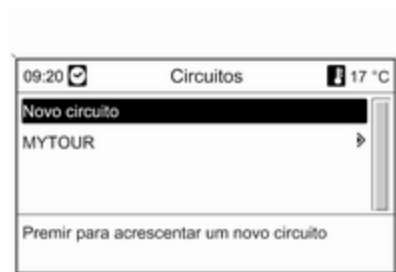 09:20 Circuitos 17 °C
Novo circuito
MYTOUR
Premir para acrescentar um novo circuito